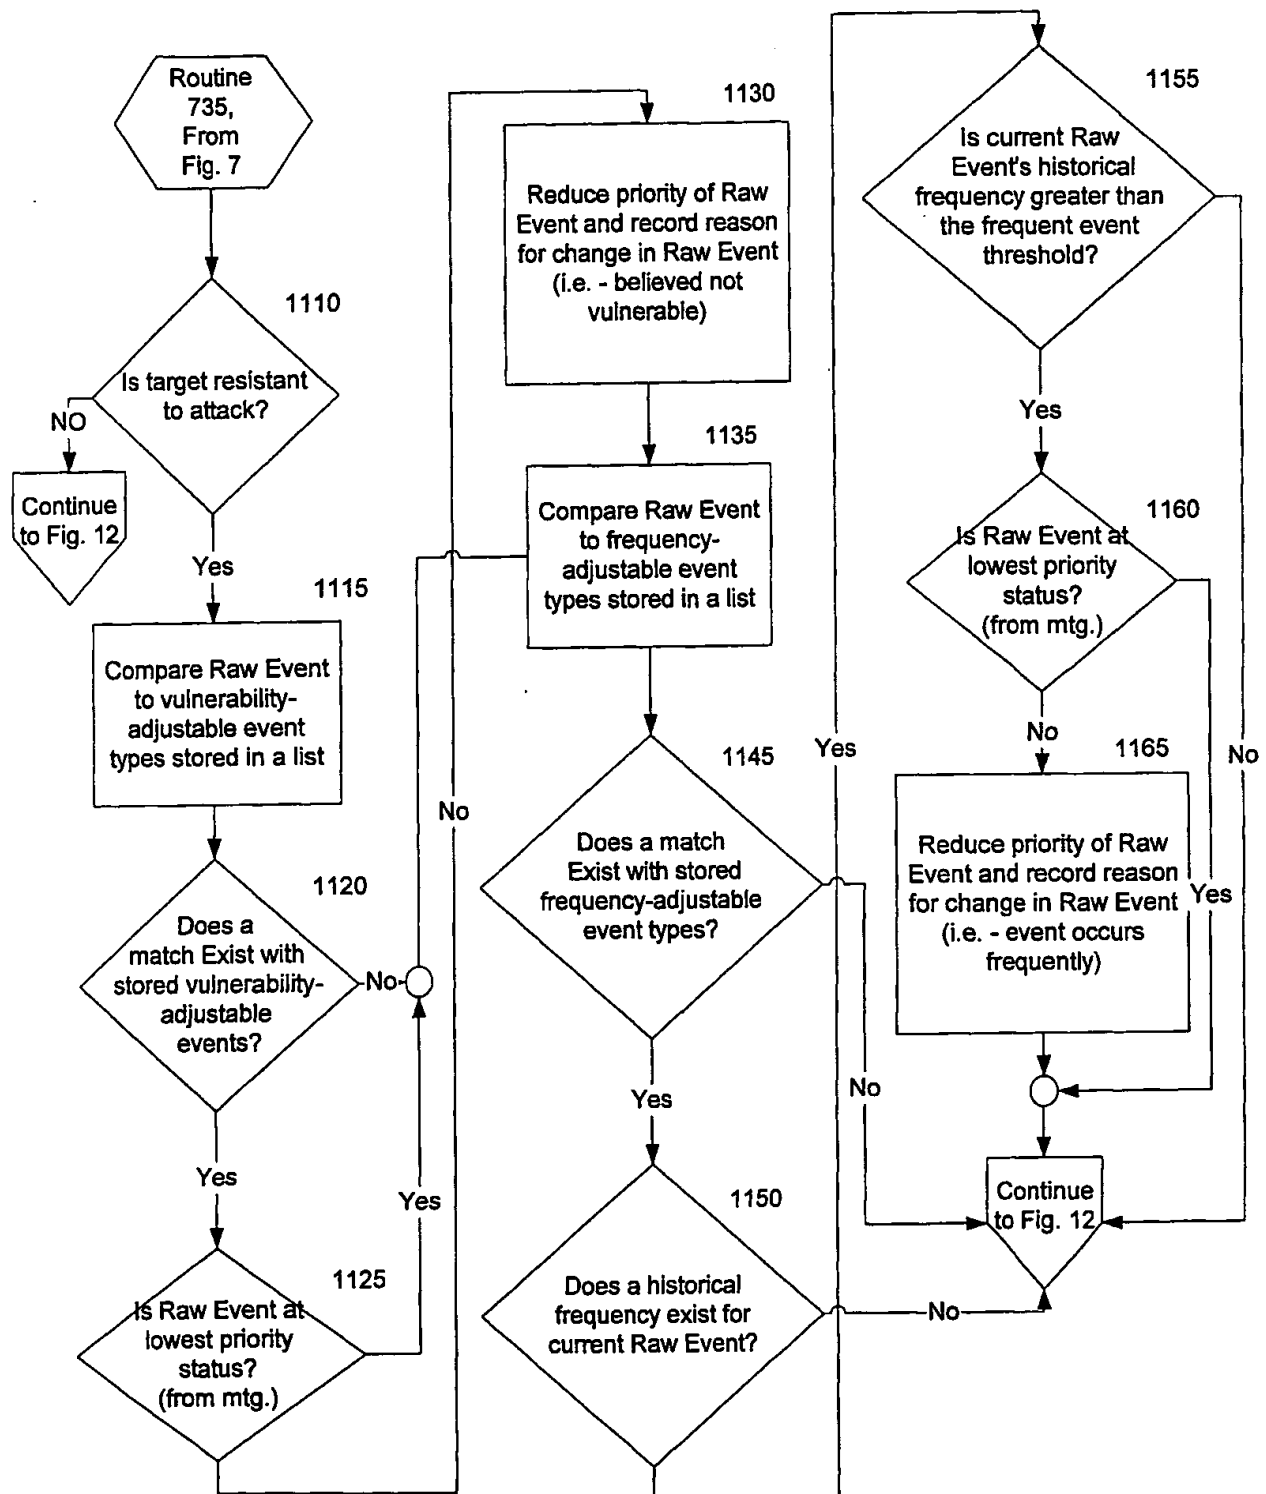 Routine
735,
From
Fig. 7
1110
Is target resistant
to attack?
NO
Continue
to Fig. 12
Yes
1115
Compare Raw Event
to vulnerability-
adjustable event
types stored in a list
1120
Does a
match Exist with
stored vulnerability-
adjustable
events?
No
Yes
Yes
1125
Is Raw Event at
lowest priority
status?
(from mtg.)
No
1130
Reduce priority of Raw
Event and record reason
for change in Raw Event
(i.e. - believed not
vulnerable)
1135
Compare Raw Event
to frequency-
adjustable event
types stored in a list
1145
Does a match
Exist with stored
frequency-adjustable
event types?
No
Yes
1150
Does a historical
frequency exist for
current Raw Event?
No
Yes
1155
Is current Raw
Event's historical
frequency greater than
the frequent event
threshold?
Yes
No
1160
Is Raw Event at
lowest priority
status?
(from mtg.)
No
Yes
1165
Reduce priority of Raw
Event and record reason
for change in Raw Event
(i.e. - event occurs
frequently)
Continue
to Fig. 12